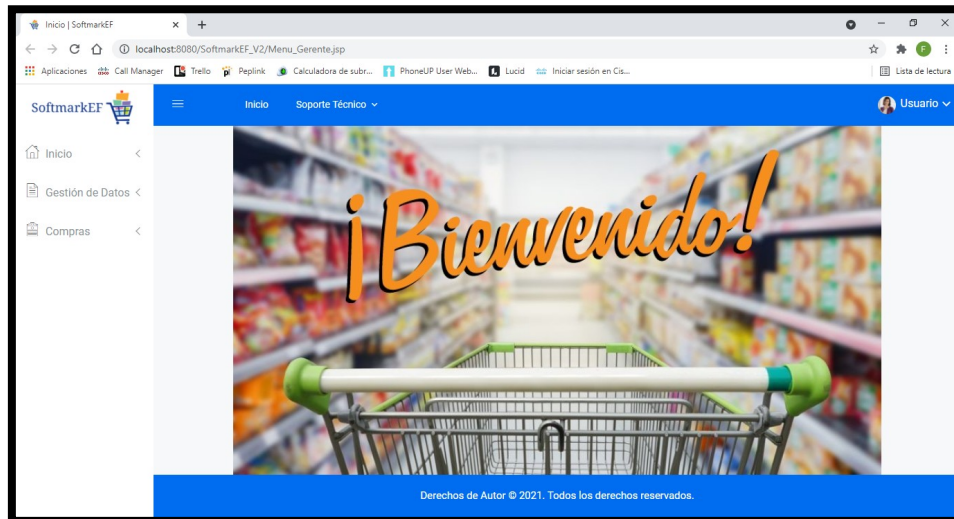 Inicio | SoftmarkEF
localhost:8080/SoftmarkEF_V2/Menu_Gerente.jsp
Aplicaciones Call Manager Trello Peplink Calculadora de subr... PhoneUP User Web... Lucid Iniciar sesión en Cis... Lista de lectura
F
SoftmarkEF
Inicio Soporte Técnico Usuario
Inicio
Gestión de Datos
Compras
¡Bienvenido!
Derechos de Autor © 2021. Todos los derechos reservados.